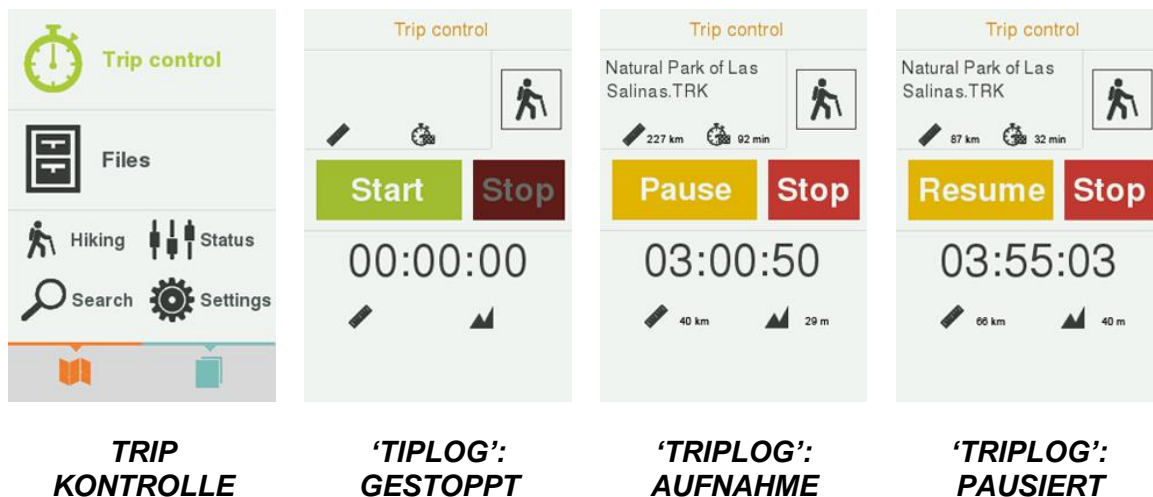 Trip control
Files
Hiking
Status
Search
Settings
TRIP
KONTROLLE
Trip control
Start
Stop
00:00:00
‘TIPLOG’:
GESTOPPT
Trip control
Natural Park of Las
Salinas.TRK
227 km
92 min
Pause
Stop
03:00:50
40 km
29 m
‘TRIPLOG’:
AUFNAHME
Trip control
Natural Park of Las
Salinas.TRK
87 km
32 min
Resume
Stop
03:55:03
66 km
40 m
‘TRIPLOG’:
PAUSIERT